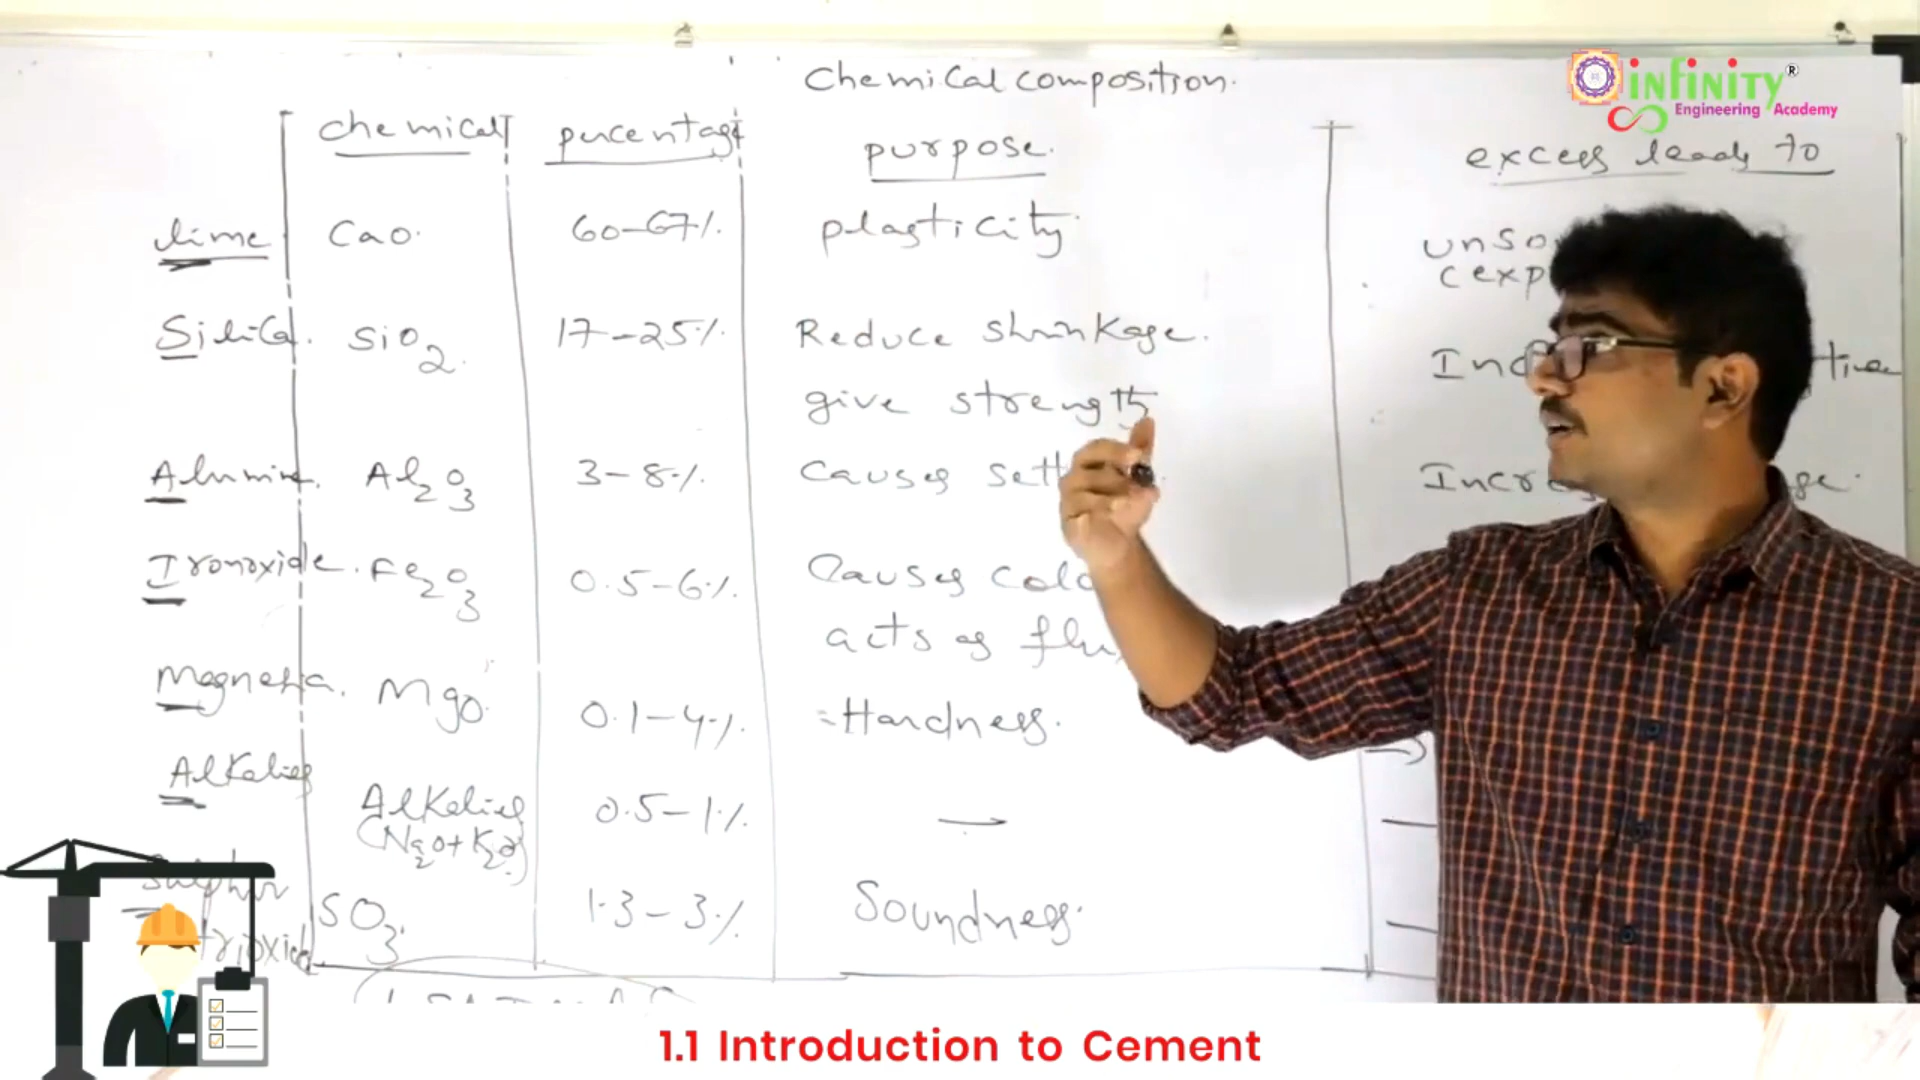 Chemical composition.
infinity®
Engineering Academy
chemical percentage purpose. excess leads to
lime CaO. 60-67% plasticity
Silica. SiO2. 17-25% Reduce shrinkage.
give strength
Alumina. Al2O3 3-8% Causes
Ironoxide. Fe2O3 0.5-6% Causes
acts as
Magnesia. MgO. 0.1-4% Hardness.
Alkalies Alkalies 0.5-1%
(Na2O+K2O)
Sulphur SO3. 1.3-3% Soundness.
trioxide
1.1 Introduction to Cement